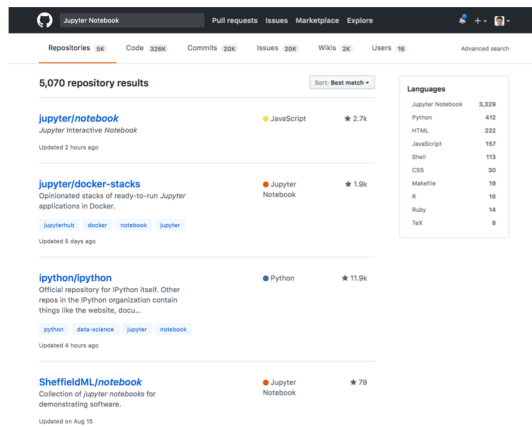 Jupyter Notebook
Pull requests Issues Marketplace Explore
Repositories 5K Code 326K Commits 20K Issues 20K Wikis 2K Users 16 Advanced search
5,070 repository results
Sort: Best match
jupyter/notebook
JavaScript
2.7k
Jupyter Interactive Notebook
Updated 2 hours ago
jupyter/docker-stacks
Jupyter Notebook
1.9k
Opinionated stacks of ready-to-run Jupyter
applications in Docker.
jupyterhub docker notebook jupyter
Updated 5 days ago
ipython/ipython
Python
11.9k
Official repository for IPython itself. Other
repos in the IPython organization contain
things like the website, docu...
python data-science jupyter notebook
Updated 4 hours ago
SheffieldML/notebook
Jupyter Notebook
79
Collection of jupyter notebooks for
demonstrating software.
Updated on Aug 15
Languages
Jupyter Notebook 3,329
Python 412
HTML 222
JavaScript 157
Shell 113
CSS 30
Makefile 19
R 16
Ruby 14
TeX 8